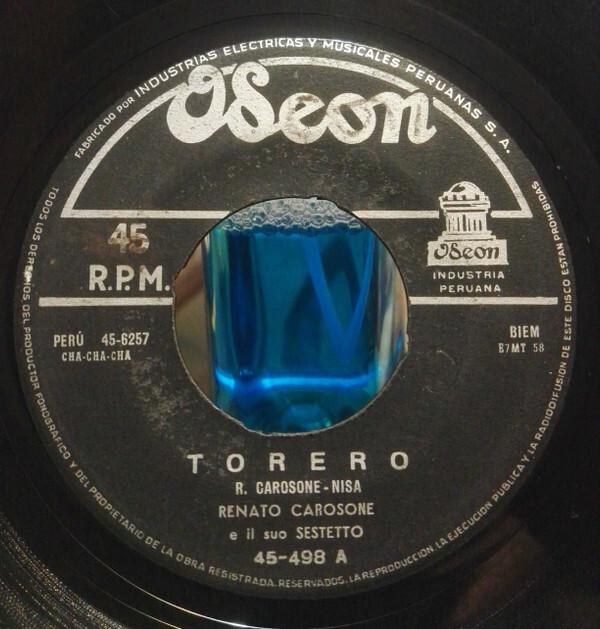 FABRICADO POR INDUSTRIAS ELECTRICAS Y MUSICALES PERUANAS S. A.
Odeon
45
R.P.M.
Odeon
INDUSTRIA
PERUANA
PERÚ 45-6257
CHA-CHA-CHA
BIEM
E7MT 58
TORERO
R. CAROSONE - NISA
RENATO CAROSONE
e il suo SESTETTO
45-498 A
TODOS LOS DERECHOS DEL PRODUCTOR FONOGRAFICO Y DEL PROPIETARIO DE LA OBRA REGISTRADA, RESERVADOS. LA REPRODUCCION, LA EJECUCION PUBLICA Y LA RADIODIFUSION DE ESTE DISCO ESTAN PROHIBIDAS